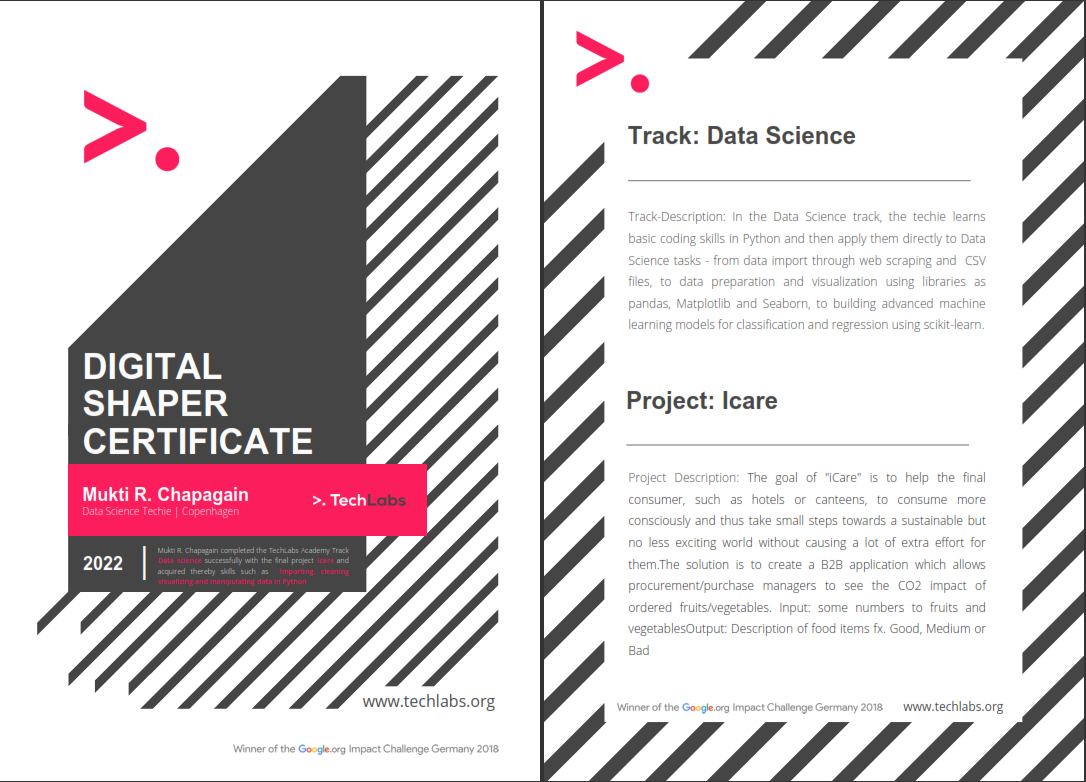 >.
DIGITAL
SHAPER
CERTIFICATE
Mukti R. Chapagain
Data Science Techie | Copenhagen
>. TechLabs
2022
Mukti R. Chapagain completed the TechLabs Academy Track
Data science successfully with the final project icare and
acquired thereby skills such as importing, cleaning
visualizing and manipulating data in Python
www.techlabs.org
Winner of the Google.org Impact Challenge Germany 2018
>.
Track: Data Science
Track-Description: In the Data Science track, the techie learns
basic coding skills in Python and then apply them directly to Data
Science tasks - from data import through web scraping and CSV
files, to data preparation and visualization using libraries as
pandas, Matplotlib and Seaborn, to building advanced machine
learning models for classification and regression using scikit-learn.
Project: Icare
Project Description: The goal of "iCare" is to help the final
consumer, such as hotels or canteens, to consume more
consciously and thus take small steps towards a sustainable but
no less exciting world without causing a lot of extra effort for
them.The solution is to create a B2B application which allows
procurement/purchase managers to see the CO2 impact of
ordered fruits/vegetables. Input: some numbers to fruits and
vegetablesOutput: Description of food items fx. Good, Medium or
Bad
Winner of the Google.org Impact Challenge Germany 2018
www.techlabs.org